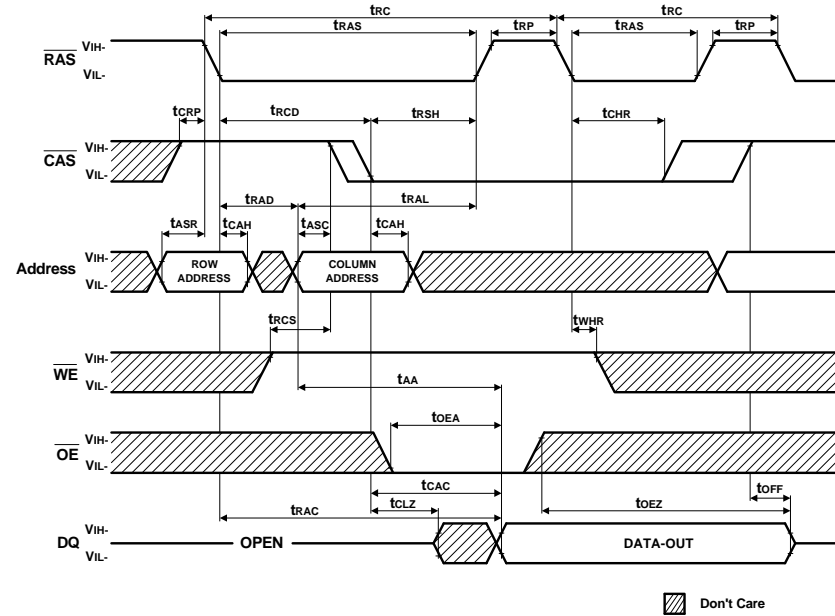 tRC tRC
tRAS tRP tRAS tRP
RAS VIH- VIL-
tCRP tRCD tRSH tCHR
CAS VIH- VIL-
tRAD tRAL
tASR tCAH tASC tCAH
Address VIH- VIL-
ROW ADDRESS
COLUMN ADDRESS
tRCS tWHR
WE VIH- VIL-
tAA
tOEA
OE VIH- VIL-
tCAC tOFF
tRAC tCLZ tOEZ
DQ VIH- VIL-
OPEN DATA-OUT
Don't Care